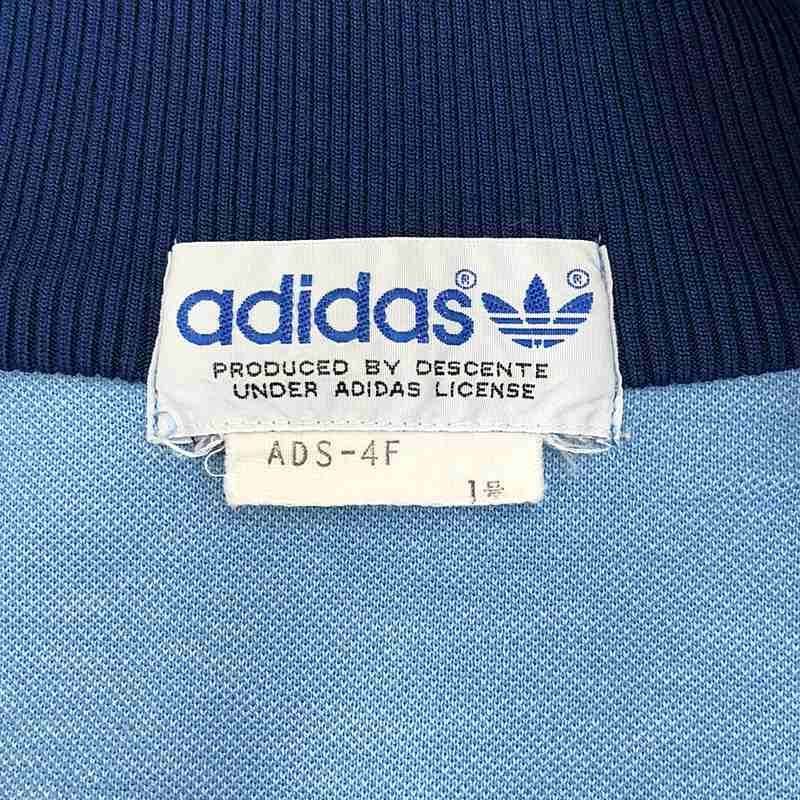 adidas® ®
PRODUCED BY DESCENTE
UNDER ADIDAS LICENSE
ADS-4F
1号